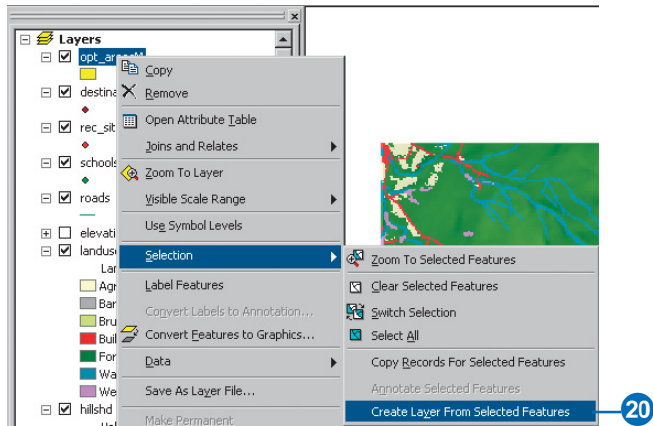 Layers
opt_areas
destina
rec_sit
schools
roads
elevati
landuse
Lar
Agr
Bar
Bru
Buil
For
Wa
We
hillshd
Copy
Remove
Open Attribute Table
Joins and Relates
Zoom To Layer
Visible Scale Range
Use Symbol Levels
Selection
Label Features
Convert Labels to Annotation...
Convert Features to Graphics...
Data
Save As Layer File...
Make Permanent
Zoom To Selected Features
Clear Selected Features
Switch Selection
Select All
Copy Records For Selected Features
Annotate Selected Features
Create Layer From Selected Features
20